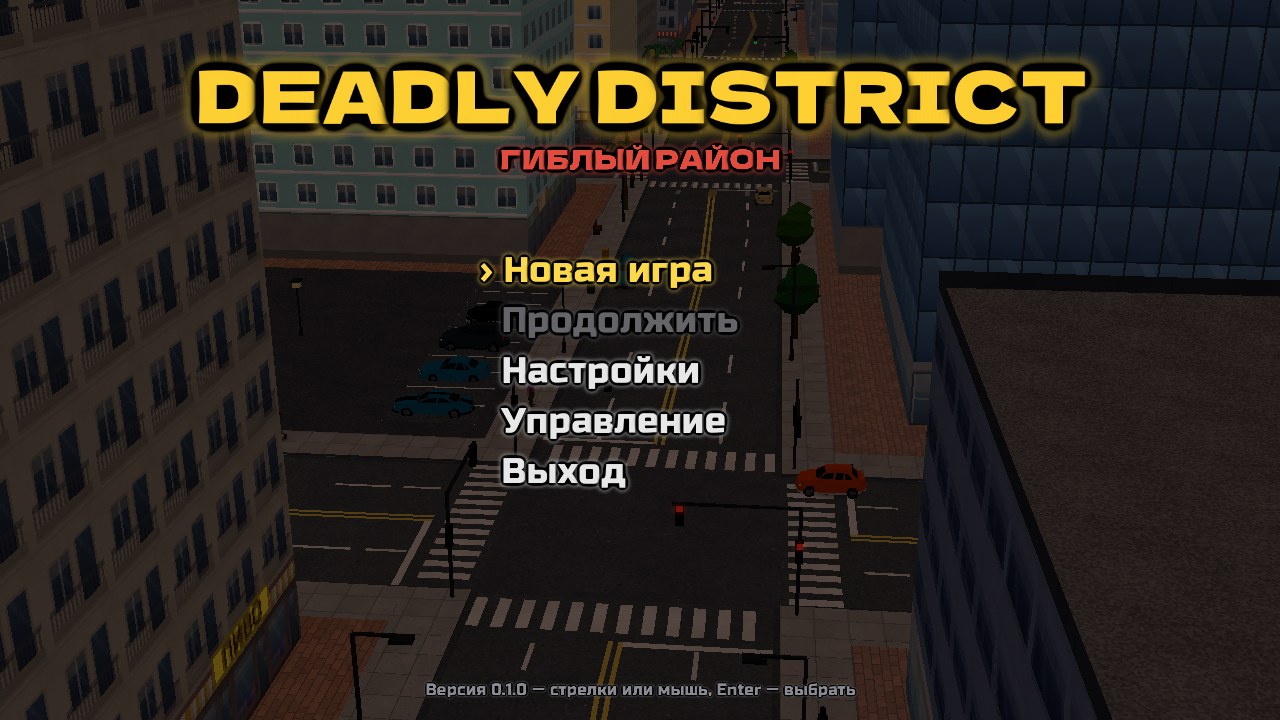 DEADLY DISTRICT
ГИБЛЫЙ РАЙОН
› Новая игра
Продолжить
Настройки
Управление
Выход
ПИВО
Версия 0.1.0 — стрелки или мышь, Enter — выбрать